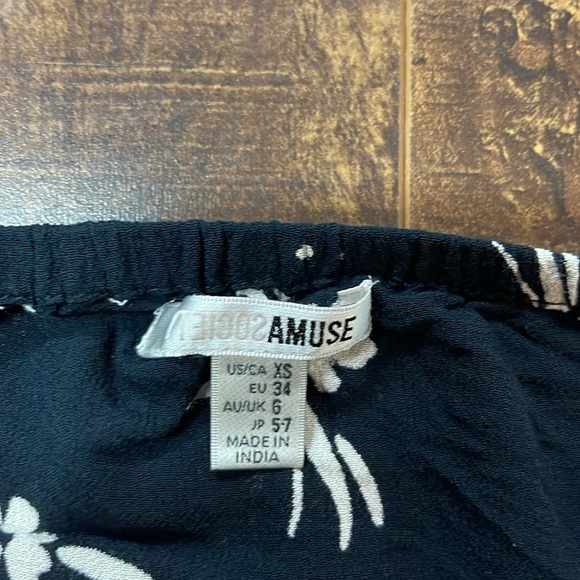 AMUSE
US/CA XS
EU 34
AU/UK 6
JP 5-7
MADE IN
INDIA